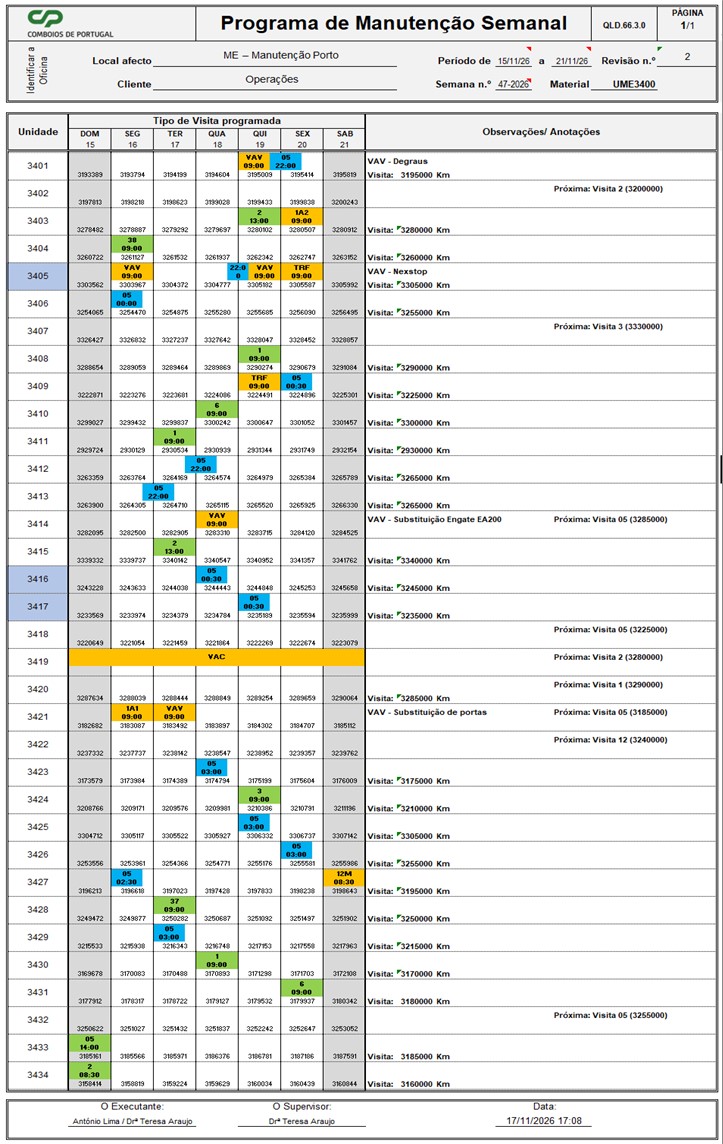 CP
COMBOIOS DE PORTUGAL
Programa de Manutenção Semanal
QLD.66.3.0
PÁGINA
1/1
Identificar a Oficina
Local afecto ME – Manutenção Porto Período de 15/11/26 a 21/11/26 Revisão n.º 2
Cliente Operações Semana n.º 47-2026 Material UME3400
Unidade Tipo de Visita programada Observações/ Anotações
DOM SEG TER QUA QUI SEX SAB
15 16 17 18 19 20 21
3401 VAV 09:00 05 22:00 VAV - Degraus
3193389 3193794 3194199 3194604 3195009 3195414 3195819 Visita: 3195000 Km
3402 Próxima: Visita 2 (3200000)
3197813 3198218 3198623 3199028 3199433 3199838 3200243
3403 2 13:00 1A2 09:00
3278482 3278887 3279292 3279697 3280102 3280507 3280912 Visita: 3280000 Km
3404 38 09:00
3260722 3261127 3261532 3261937 3262342 3262747 3263152 Visita: 3260000 Km
3405 VAV 09:00 22:00 VAV 09:00 TRF 09:00 VAV - Nexstop
3303562 3303967 3304372 3304777 3305182 3305587 3305992 Visita: 3305000 Km
3406 05 00:00
3254065 3254470 3254875 3255280 3255685 3256090 3256495 Visita: 3255000 Km
3407 Próxima: Visita 3 (3330000)
3326427 3326832 3327237 3327642 3328047 3328452 3328857
3408 1 09:00
3288654 3289059 3289464 3289869 3290274 3290679 3291084 Visita: 3290000 Km
3409 TRF 09:00 05 00:30
3222871 3223276 3223681 3224086 3224491 3224896 3225301 Visita: 3225000 Km
3410 6 09:00
3299027 3299432 3299837 3300242 3300647 3301052 3301457 Visita: 3300000 Km
3411 1 09:00
2929724 2930129 2930534 2930939 2931344 2931749 2932154 Visita: 2930000 Km
3412 05 22:00
3263359 3263764 3264169 3264574 3264979 3265384 3265789 Visita: 3265000 Km
3413 05 22:00
3263900 3264305 3264710 3265115 3265520 3265925 3266330 Visita: 3265000 Km
3414 VAV 09:00 VAV - Substituição Engate EA200 Próxima: Visita 05 (3285000)
3282095 3282500 3282905 3283310 3283715 3284120 3284525
3415 2 13:00
3339332 3339737 3340142 3340547 3340952 3341357 3341762 Visita: 3340000 Km
3416 05 00:30
3243228 3243633 3244038 3244443 3244848 3245253 3245658 Visita: 3245000 Km
3417 05 00:30
3233569 3233974 3234379 3234784 3235189 3235594 3235999 Visita: 3235000 Km
3418 Próxima: Visita 05 (3225000)
3220649 3221054 3221459 3221864 3222269 3222674 3223079
3419 VAC Próxima: Visita 2 (3280000)
3420 Próxima: Visita 1 (3290000)
3287634 3288039 3288444 3288849 3289254 3289659 3290064 Visita: 3285000 Km
3421 1A1 09:00 VAV 09:00 VAV - Substituição de portas Próxima: Visita 05 (3185000)
3182682 3183087 3183492 3183897 3184302 3184707 3185112
3422 Próxima: Visita 12 (3240000)
3237332 3237737 3238142 3238547 3238952 3239357 3239762
3423 05 03:00
3173579 3173984 3174389 3174794 3175199 3175604 3176009 Visita: 3175000 Km
3424 3 09:00
3208766 3209171 3209576 3209981 3210386 3210791 3211196 Visita: 3210000 Km
3425 05 03:00
3304712 3305117 3305522 3305927 3306332 3306737 3307142 Visita: 3305000 Km
3426 05 03:00
3253556 3253961 3254366 3254771 3255176 3255581 3255986 Visita: 3255000 Km
3427 05 02:30 12M 08:30
3196213 3196618 3197023 3197428 3197833 3198238 3198643 Visita: 3195000 Km
3428 37 09:00
3249472 3249877 3250282 3250687 3251092 3251497 3251902 Visita: 3250000 Km
3429 05 03:00
3215533 3215938 3216343 3216748 3217153 3217558 3217963 Visita: 3215000 Km
3430 1 09:00
3169678 3170083 3170488 3170893 3171298 3171703 3172108 Visita: 3170000 Km
3431 6 09:00
3177912 3178317 3178722 3179127 3179532 3179937 3180342 Visita: 3180000 Km
3432 Próxima: Visita 05 (3255000)
3250622 3251027 3251432 3251837 3252242 3252647 3253052
3433 05 14:00
3185161 3185566 3185971 3186376 3186781 3187186 3187591 Visita: 3185000 Km
3434 2 08:30
3158414 3158819 3159224 3159629 3160034 3160439 3160844 Visita: 3160000 Km
O Executante: O Supervisor: Data:
António Lima / Drª Teresa Araujo Drª Teresa Araujo 17/11/2026 17:08